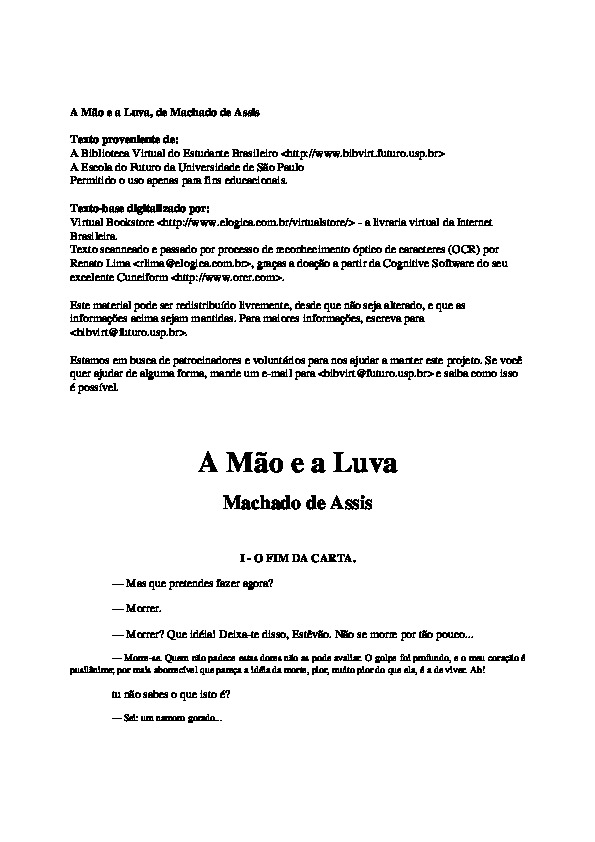 A Mão e a Luva, de Machado de Assis
Texto proveniente de:
A Biblioteca Virtual do Estudante Brasileiro <http://www.bibvirt.futuro.usp.br>
A Escola do Futuro da Universidade de São Paulo
Permitido o uso apenas para fins educacionais.
Texto-base digitalizado por:
Virtual Bookstore <http://www.elogica.com.br/virtualstore/> - a livraria virtual da Internet
Brasileira.
Texto scanneado e passado por processo de reconhecimento óptico de caracteres (OCR) por
Renato Lima <rlima@elogica.com.br>, graças a doação a partir da Cognitive Software do seu
excelente Cuneiform <http://www.orcr.com>.
Este material pode ser redistribuído livremente, desde que não seja alterado, e que as
informações acima sejam mantidas. Para maiores informações, escreva para
<bibvirt@futuro.usp.br>.
Estamos em busca de patrocinadores e voluntários para nos ajudar a manter este projeto. Se você
quer ajudar de alguma forma, mande um e-mail para <bibvirt@futuro.usp.br> e saiba como isso
é possível.
A Mão e a Luva
Machado de Assis
I - O FIM DA CARTA.
— Mas que pretendes fazer agora?
— Morrer.
— Morrer? Que idéia! Deixa-te disso, Estêvão. Não se morre por tão pouco...
— Morre-se. Quem não padece estas dores não as pode avaliar. O golpe foi profundo, e o meu coração é
pusilânime; por mais aborrecível que pareça a idéia da morte, pior, muito pior do que ela, é a de viver. Ah!
tu não sabes o que isto é?
— Sei: um namoro gorado...